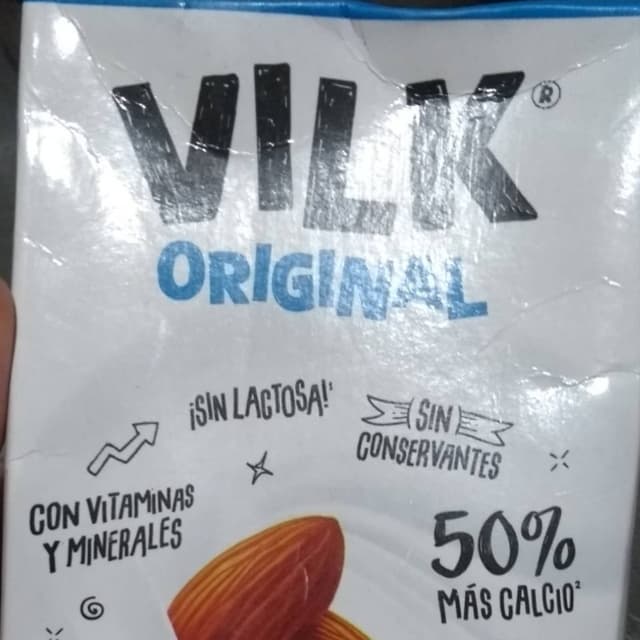 VILK®
ORIGINAL
¡SIN LACTOSA!¹
SIN
CONSERVANTES
CON VITAMINAS
Y MINERALES
50%
MÁS CALCIO²